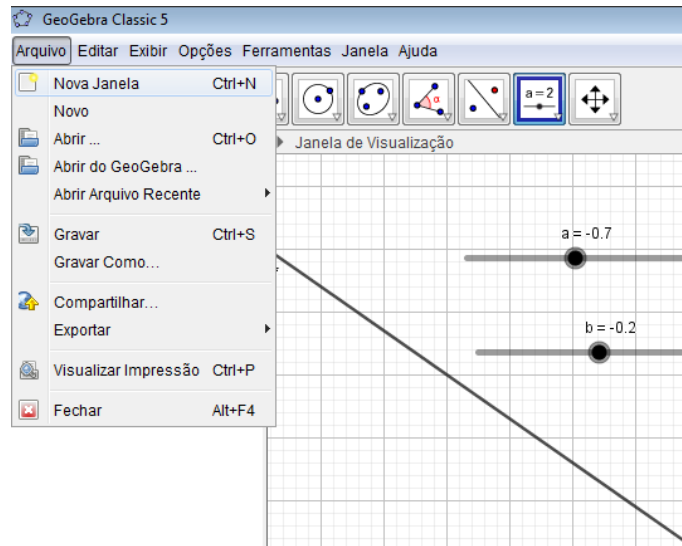 GeoGebra Classic 5
Arquivo Editar Exibir Opções Ferramentas Janela Ajuda
Nova Janela Ctrl+N
Novo
Abrir ... Ctrl+O
Abrir do GeoGebra ...
Abrir Arquivo Recente
Gravar Ctrl+S
Gravar Como...
Compartilhar...
Exportar
Visualizar Impressão Ctrl+P
Fechar Alt+F4
α
a=2
Janela de Visualização
a = -0.7
b = -0.2